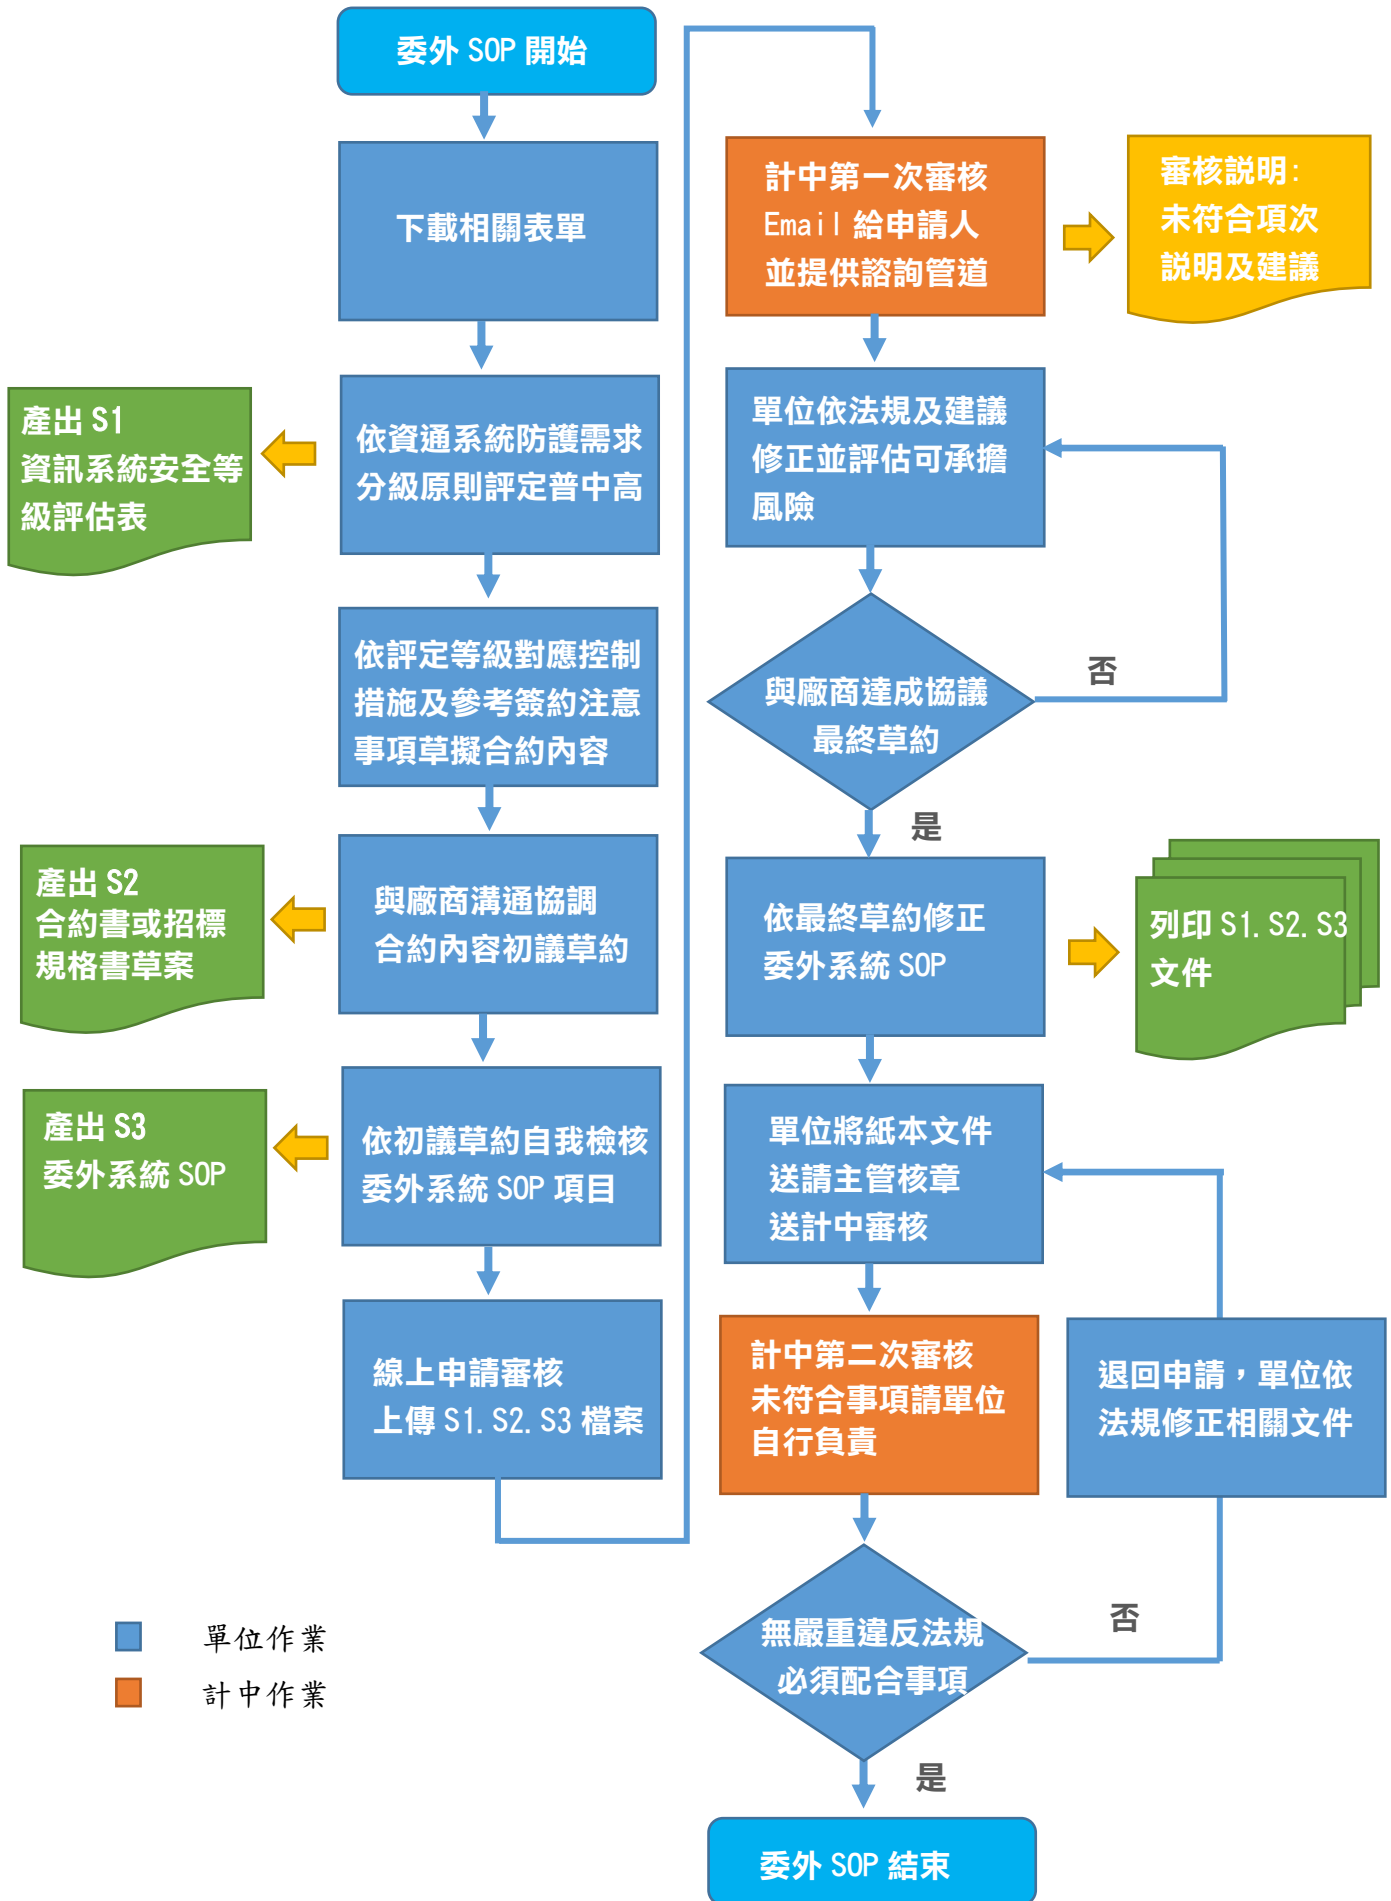 委外 SOP 開始
下載相關表單
依資通系統防護需求
分級原則評定普中高
產出 S1
資訊系統安全等
級評估表
依評定等級對應控制
措施及參考簽約注意
事項草擬合約內容
與廠商溝通協調
合約內容初議草約
產出 S2
合約書或招標
規格書草案
依初議草約自我檢核
委外系統 SOP 項目
產出 S3
委外系統 SOP
線上申請審核
上傳 S1.S2.S3 檔案
計中第一次審核
Email 給申請人
並提供諮詢管道
審核説明:
未符合項次
説明及建議
單位依法規及建議
修正並評估可承擔
風險
與廠商達成協議
最終草約
否
是
依最終草約修正
委外系統 SOP
列印 S1.S2.S3
文件
單位將紙本文件
送請主管核章
送計中審核
計中第二次審核
未符合事項請單位
自行負責
退回申請，單位依
法規修正相關文件
無嚴重違反法規
必須配合事項
否
是
委外 SOP 結束
單位作業
計中作業